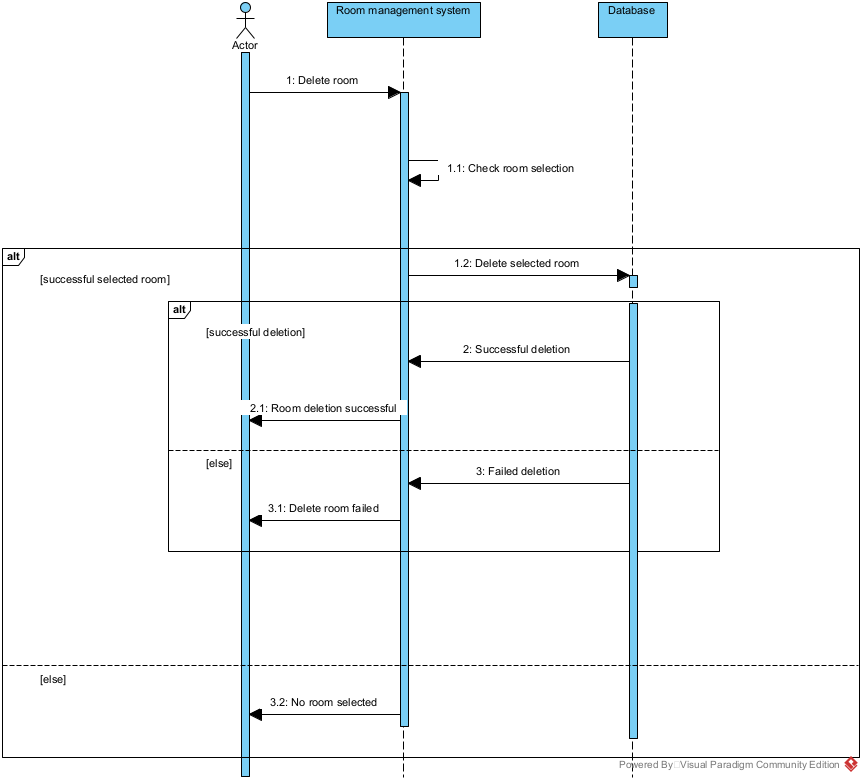 Room management system
Database
Actor
1: Delete room
1.1: Check room selection
alt
1.2: Delete selected room
[successful selected room]
alt
[successful deletion]
2: Successful deletion
2.1: Room deletion successful
[else]
3: Failed deletion
3.1: Delete room failed
[else]
3.2: No room selected
Powered By Visual Paradigm Community Edition